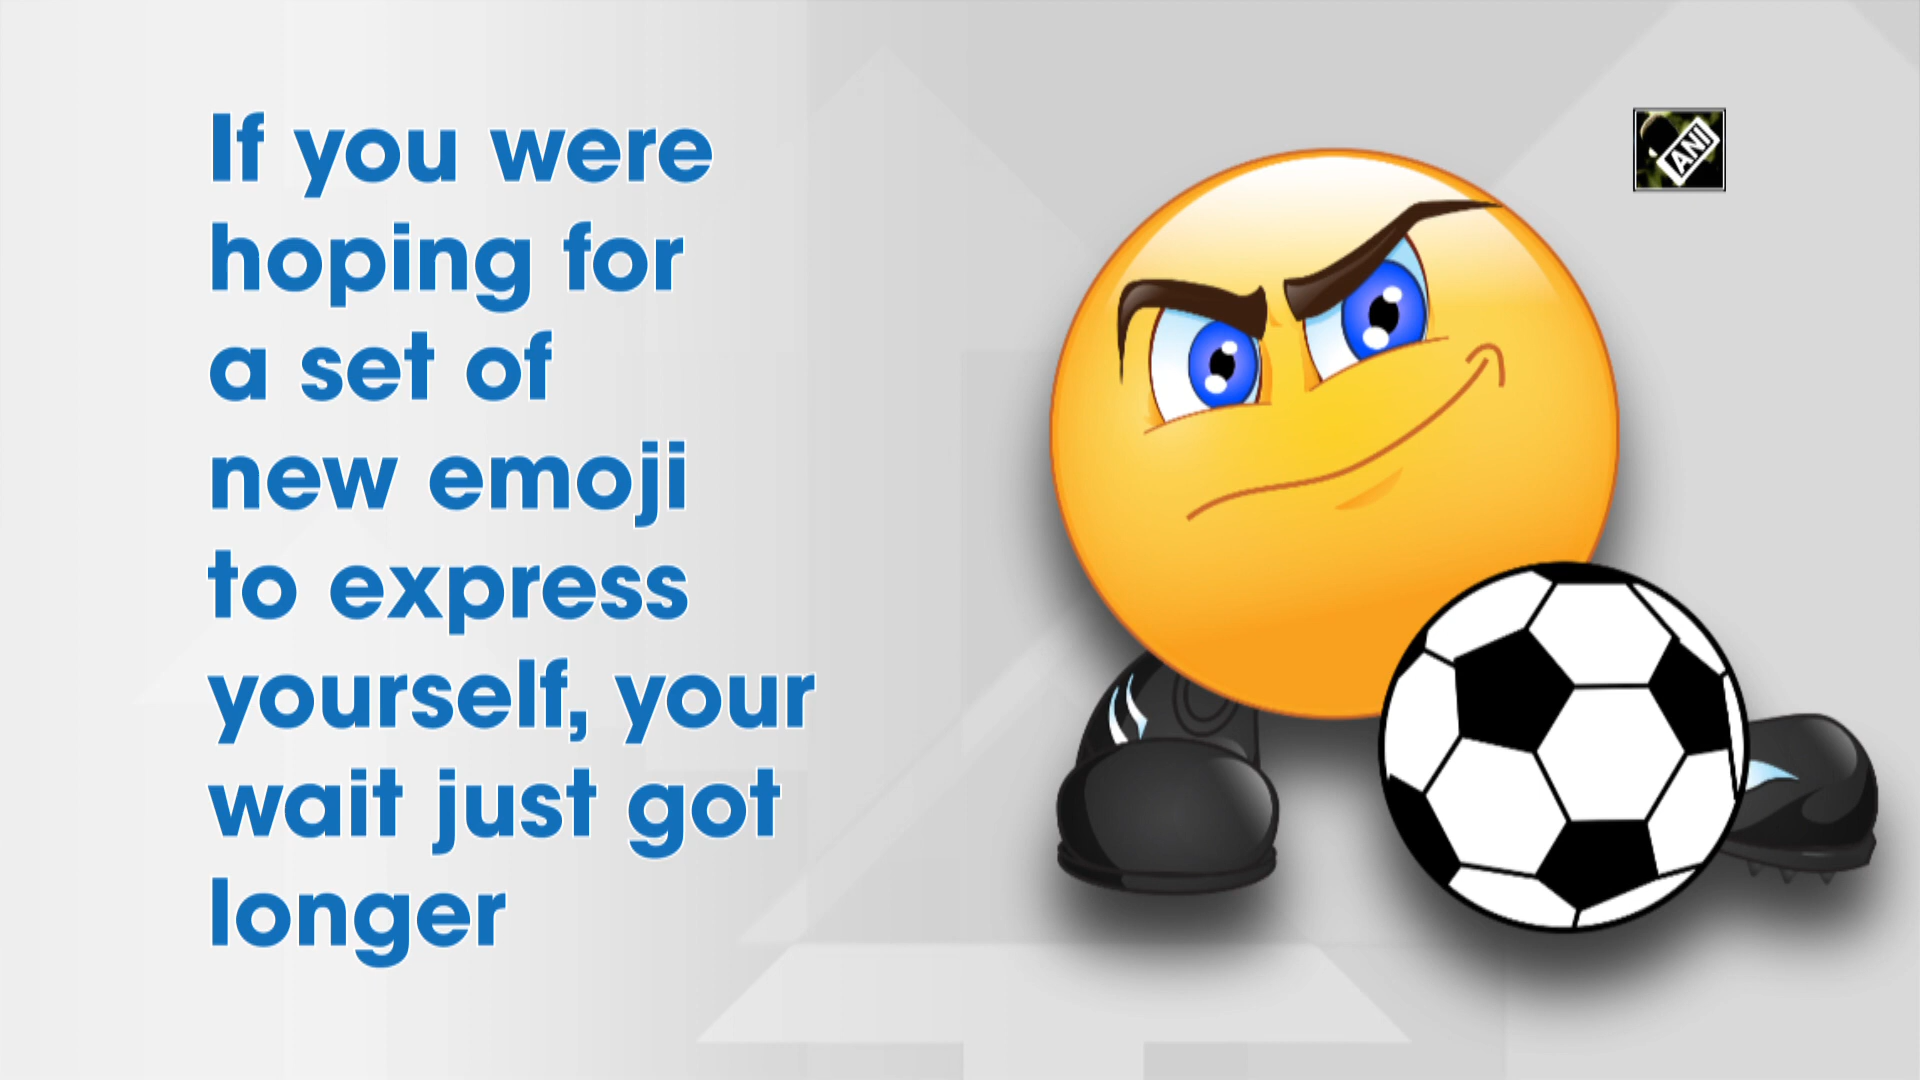 If you were
hoping for
a set of
new emoji
to express
yourself, your
wait just got
longer
ANI